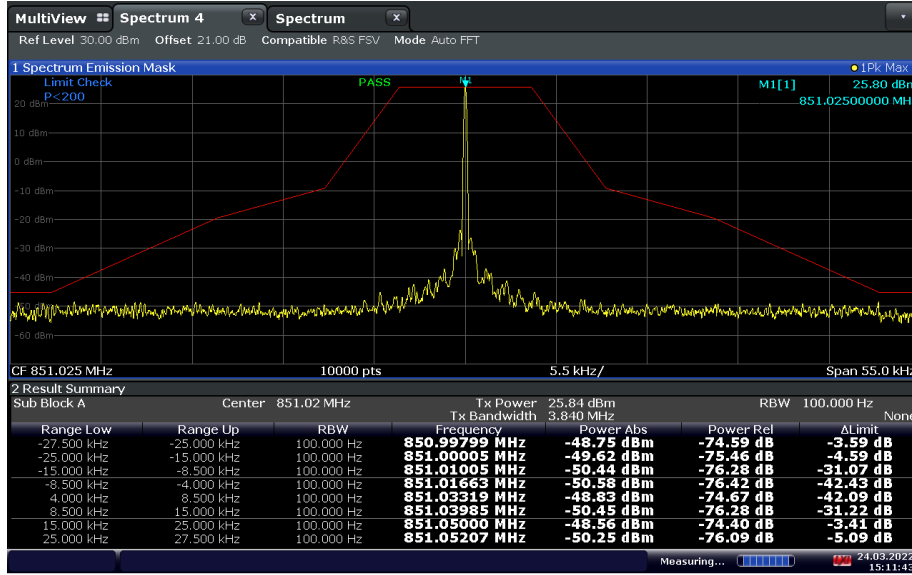 MultiView Spectrum 4 X Spectrum X
Ref Level 30.00 dBm Offset 21.00 dB Compatible R&S FSV Mode Auto FFT
1 Spectrum Emission Mask 1Pk Max
Limit Check PASS M1 M1[1] 25.80 dBm
P<200 851.02500000 MH
20 dBm
10 dBm
0 dBm
-10 dBm
-20 dBm
-30 dBm
-40 dBm
-60 dBm
CF 851.025 MHz 10000 pts 5.5 kHz/ Span 55.0 kHz
2 Result Summary
Sub Block A Center 851.02 MHz Tx Power 25.84 dBm RBW 100.000 Hz
Tx Bandwidth 3.840 MHz None
Range Low Range Up RBW Frequency Power Abs Power Rel ΔLimit
-27.500 kHz -25.000 kHz 100.000 Hz 850.99799 MHz -48.75 dBm -74.59 dB -3.59 dB
-25.000 kHz -15.000 kHz 100.000 Hz 851.00005 MHz -49.62 dBm -75.46 dB -4.59 dB
-15.000 kHz -8.500 kHz 100.000 Hz 851.01005 MHz -50.44 dBm -76.28 dB -31.07 dB
-8.500 kHz -4.000 kHz 100.000 Hz 851.01663 MHz -50.58 dBm -76.42 dB -42.43 dB
4.000 kHz 8.500 kHz 100.000 Hz 851.03319 MHz -48.83 dBm -74.67 dB -42.09 dB
8.500 kHz 15.000 kHz 100.000 Hz 851.03985 MHz -50.45 dBm -76.28 dB -31.22 dB
15.000 kHz 25.000 kHz 100.000 Hz 851.05000 MHz -48.56 dBm -74.40 dB -3.41 dB
25.000 kHz 27.500 kHz 100.000 Hz 851.05207 MHz -50.25 dBm -76.09 dB -5.09 dB
Measuring... 24.03.2022
15:11:43